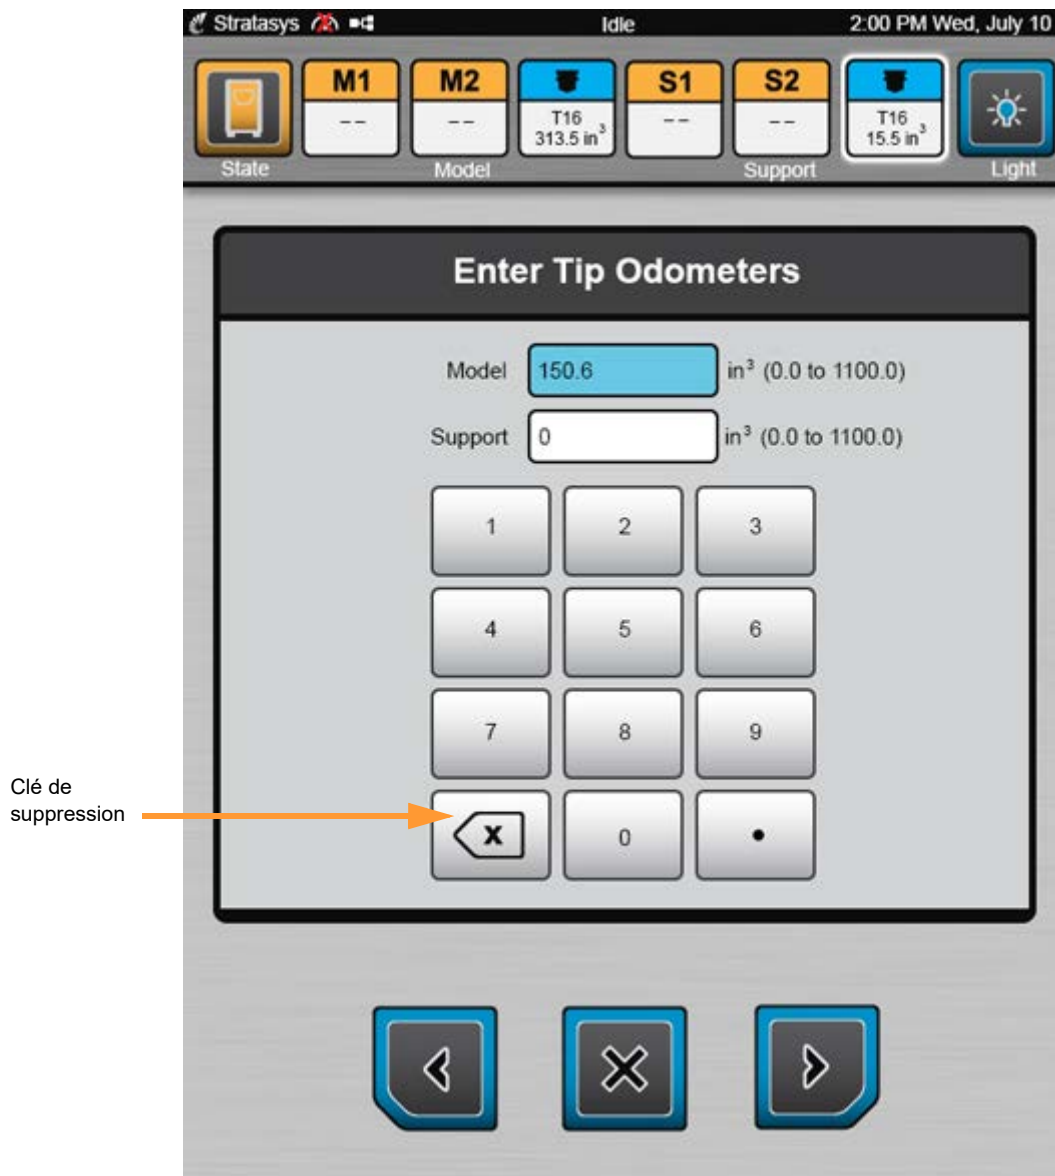 Stratasys Idle 2:00 PM Wed, July 10
M1 M2 S1 S2
-- -- T16 -- -- T16
313.5 in³ 15.5 in³
State Model Support Light
Enter Tip Odometers
Model 150.6 in³ (0.0 to 1100.0)
Support 0 in³ (0.0 to 1100.0)
1 2 3
4 5 6
7 8 9
Clé de
suppression
X 0 •